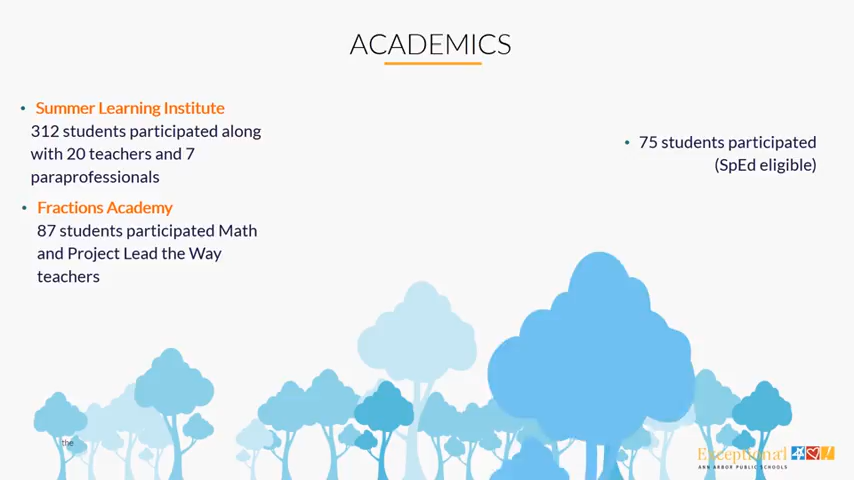 ACADEMICS
• Summer Learning Institute
312 students participated along
with 20 teachers and 7
paraprofessionals
• Fractions Academy
87 students participated Math
and Project Lead the Way
teachers
• 75 students participated
(SpEd eligible)
the
Exceptional
ANN ARBOR PUBLIC SCHOOLS